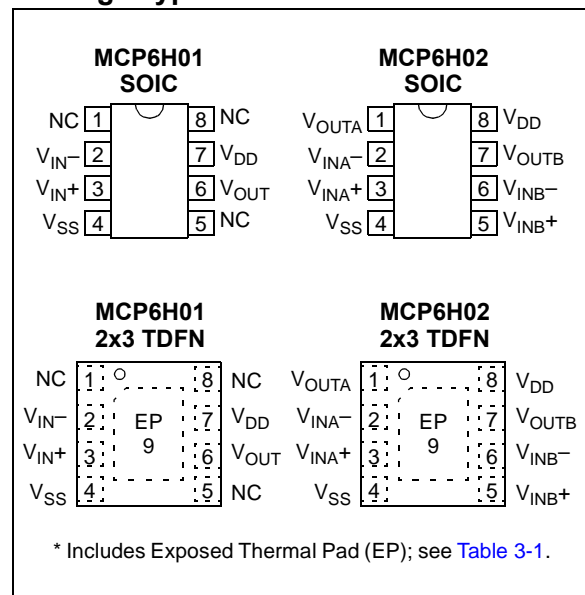 MCP6H01
SOIC
NC 1 8 NC
VIN– 2 7 VDD
VIN+ 3 6 VOUT
VSS 4 5 NC
MCP6H02
SOIC
VOUTA 1 8 VDD
VINA– 2 7 VOUTB
VINA+ 3 6 VINB–
VSS 4 5 VINB+
MCP6H01
2x3 TDFN
NC 1 8 NC
VIN– 2 EP 7 VDD
VIN+ 3 9 6 VOUT
VSS 4 5 NC
MCP6H02
2x3 TDFN
VOUTA 1 8 VDD
VINA– 2 EP 7 VOUTB
VINA+ 3 9 6 VINB–
VSS 4 5 VINB+
* Includes Exposed Thermal Pad (EP); see Table 3-1.